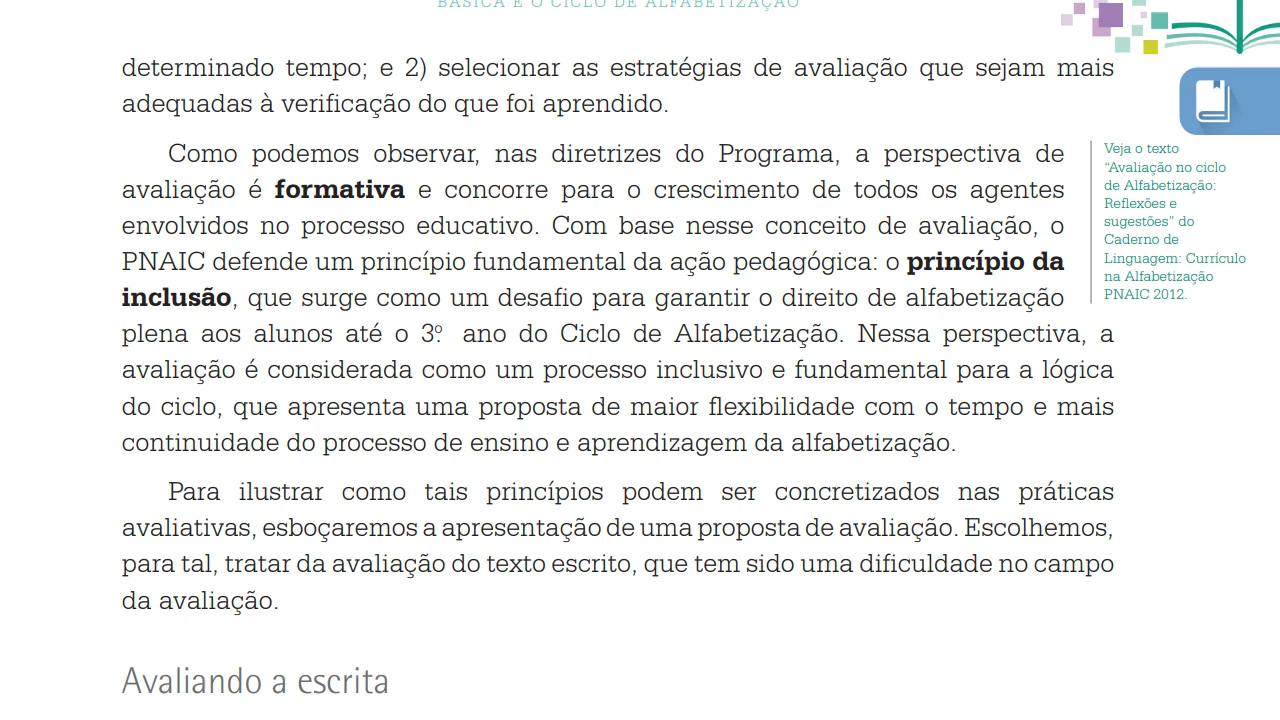 BÁSICA E O CICLO DE ALFABETIZAÇÃO
determinado tempo; e 2) selecionar as estratégias de avaliação que sejam mais
adequadas à verificação do que foi aprendido.
Como podemos observar, nas diretrizes do Programa, a perspectiva de
avaliação é formativa e concorre para o crescimento de todos os agentes
envolvidos no processo educativo. Com base nesse conceito de avaliação, o
PNAIC defende um princípio fundamental da ação pedagógica: o princípio da
inclusão, que surge como um desafio para garantir o direito de alfabetização
plena aos alunos até o 3º. ano do Ciclo de Alfabetização. Nessa perspectiva, a
avaliação é considerada como um processo inclusivo e fundamental para a lógica
do ciclo, que apresenta uma proposta de maior flexibilidade com o tempo e mais
continuidade do processo de ensino e aprendizagem da alfabetização.
Veja o texto
“Avaliação no ciclo
de Alfabetização:
Reflexões e
sugestões” do
Caderno de
Linguagem: Currículo
na Alfabetização
PNAIC 2012.
Para ilustrar como tais princípios podem ser concretizados nas práticas
avaliativas, esboçaremos a apresentação de uma proposta de avaliação. Escolhemos,
para tal, tratar da avaliação do texto escrito, que tem sido uma dificuldade no campo
da avaliação.
Avaliando a escrita